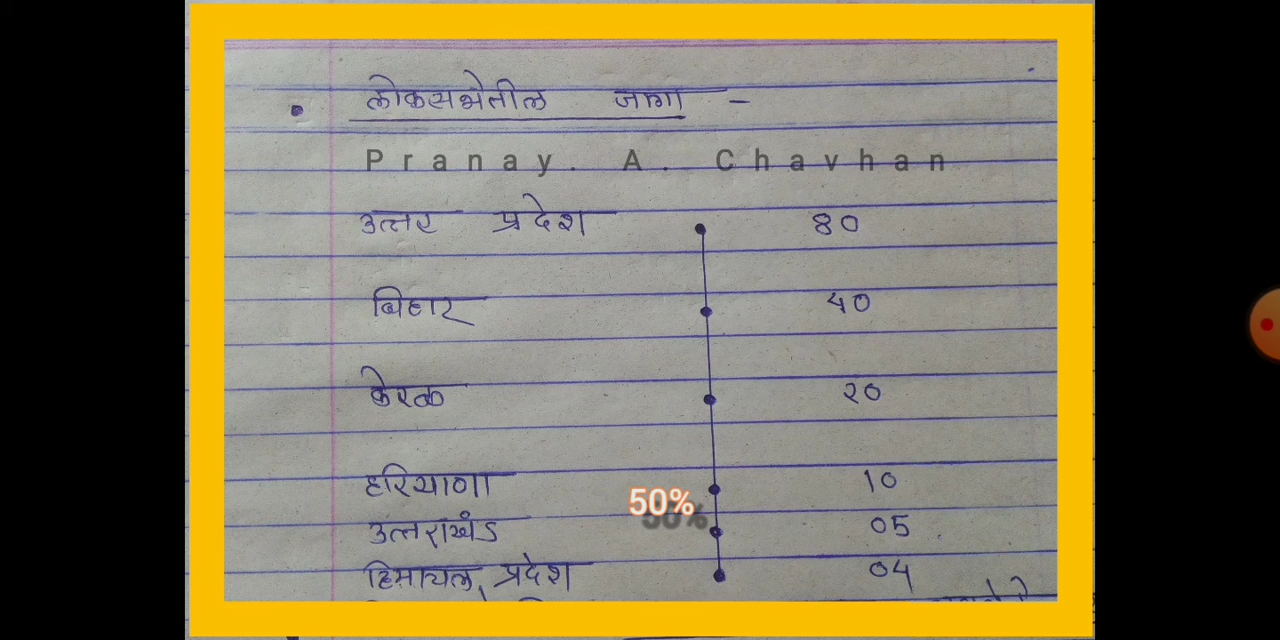 लोकसभेतील जागा -
Pranay. A. Chavhan
उत्तर प्रदेश 80
बिहार 40
केरळ 20
हरियाणा 10
50%
उत्तराखंड 05
हिमाचल प्रदेश 04